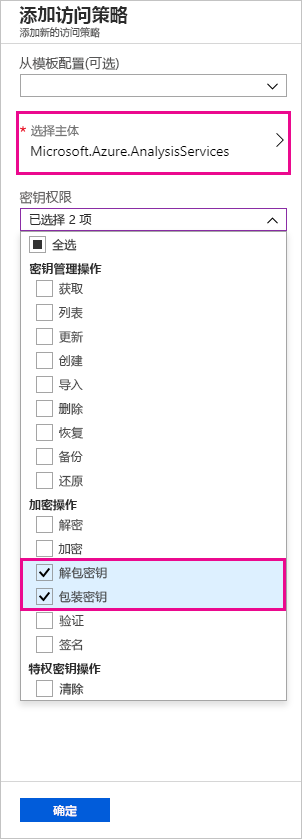 添加访问策略
添加新的访问策略
从模板配置(可选)
* 选择主体
Microsoft.Azure.AnalysisServices
密钥权限
已选择 2 项
全选
密钥管理操作
获取
列表
更新
创建
导入
删除
恢复
备份
还原
加密操作
解密
加密
解包密钥
包装密钥
验证
签名
特权密钥操作
清除
确定